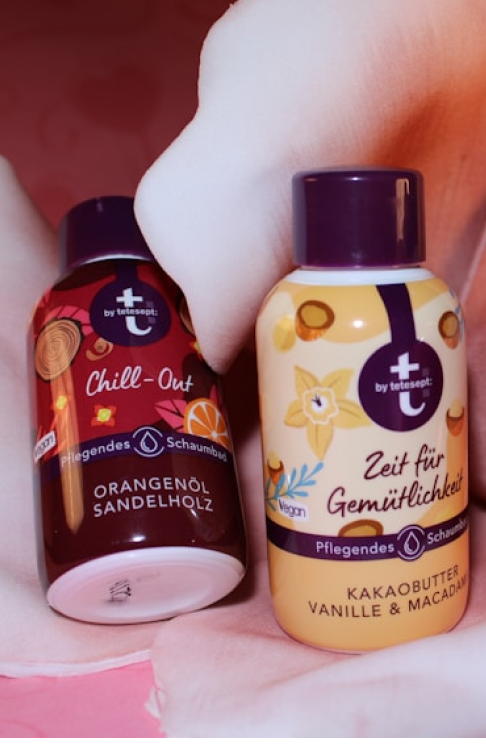 t
by tetesept:
Chill-Out
vegan
Pflegendes Schaumbad
ORANGENÖL
SANDELHOLZ
t
by tetesept:
Zeit für
Gemütlichkeit
Vegan
Pflegendes Schaumba
KAKAOBUTTER
VANILLE & MACADAM